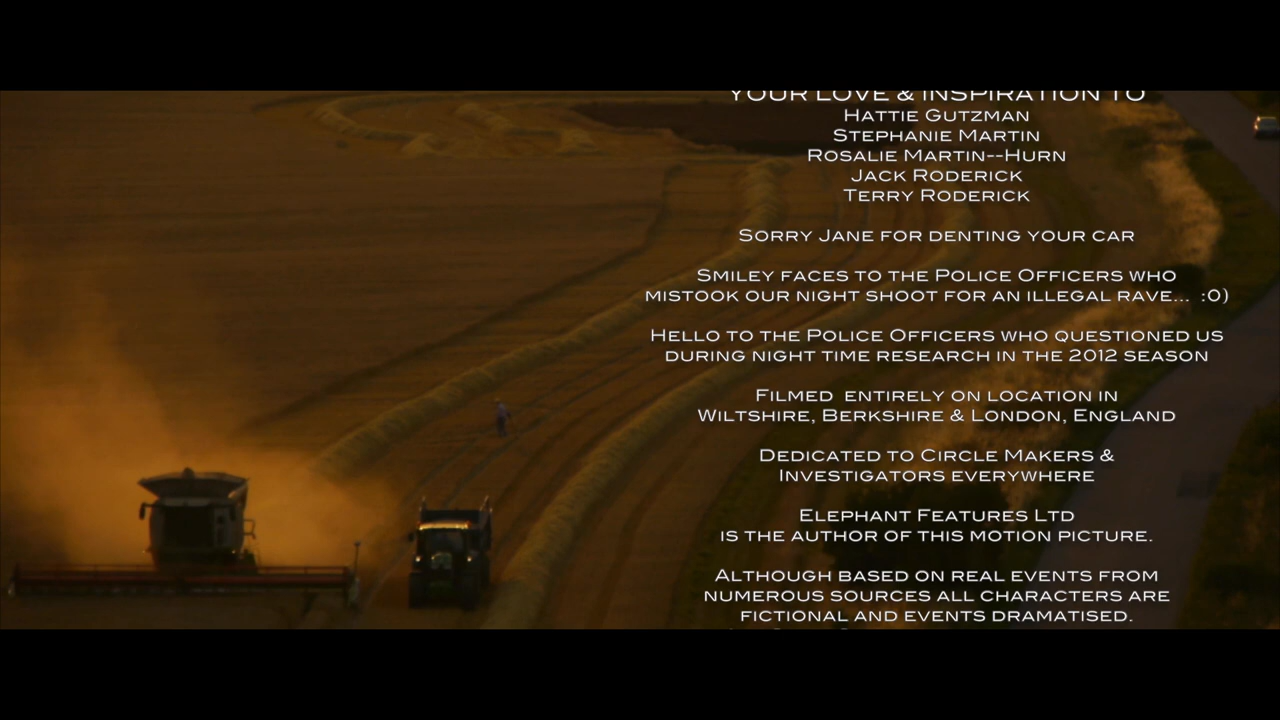 YOUR LOVE & INSPIRATION TO
HATTIE GUTZMAN
STEPHANIE MARTIN
ROSALIE MARTIN--HURN
JACK RODERICK
TERRY RODERICK
SORRY JANE FOR DENTING YOUR CAR
SMILEY FACES TO THE POLICE OFFICERS WHO
MISTOOK OUR NIGHT SHOOT FOR AN ILLEGAL RAVE... :O)
HELLO TO THE POLICE OFFICERS WHO QUESTIONED US
DURING NIGHT TIME RESEARCH IN THE 2012 SEASON
FILMED ENTIRELY ON LOCATION IN
WILTSHIRE, BERKSHIRE & LONDON, ENGLAND
DEDICATED TO CIRCLE MAKERS &
INVESTIGATORS EVERYWHERE
ELEPHANT FEATURES LTD
IS THE AUTHOR OF THIS MOTION PICTURE.
ALTHOUGH BASED ON REAL EVENTS FROM
NUMEROUS SOURCES ALL CHARACTERS ARE
FICTIONAL AND EVENTS DRAMATISED.